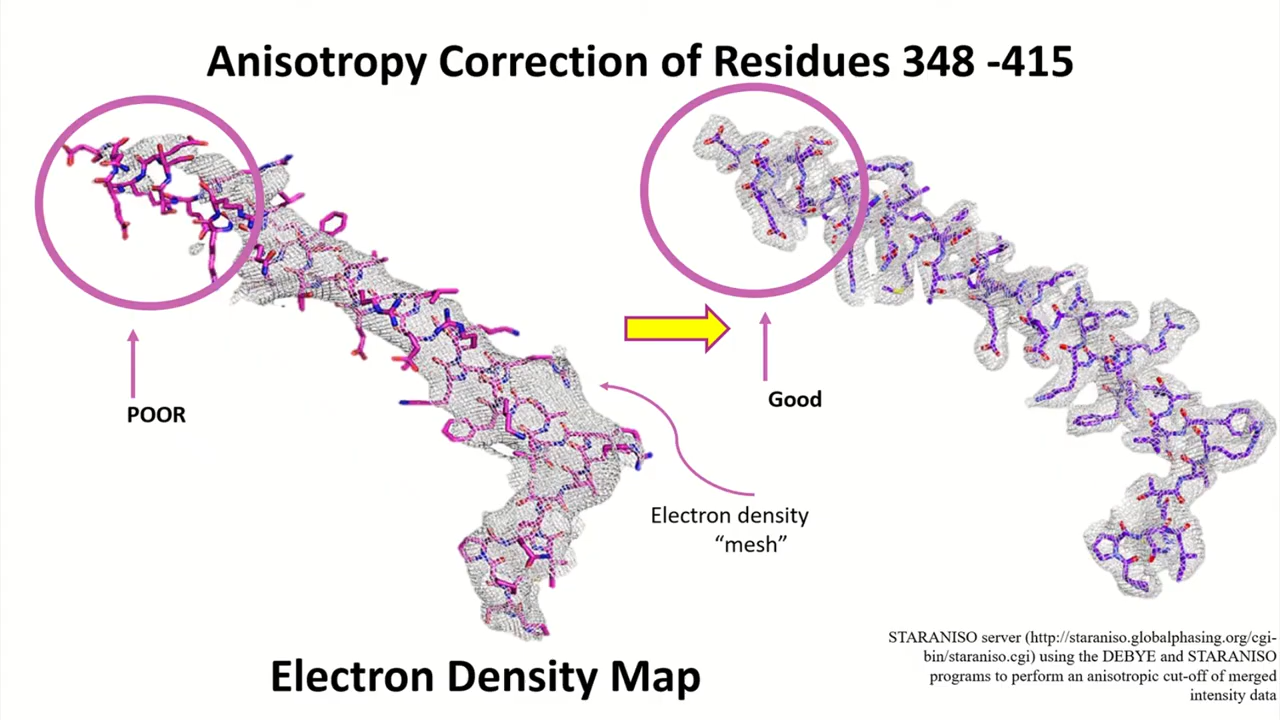 Anisotropy Correction of Residues 348 -415
POOR
Good
Electron density
“mesh”
Electron Density Map
STARANISO server (http://staraniso.globalphasing.org/cgi-
bin/staraniso.cgi) using the DEBYE and STARANISO
programs to perform an anisotropic cut-off of merged
intensity data